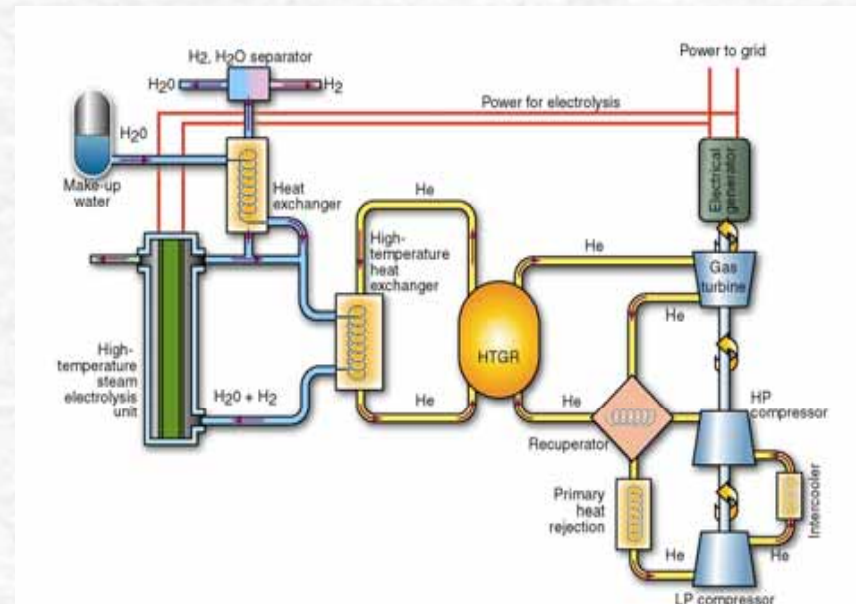 H2, H2O separator
H20
H2
Power to grid
Power for electrolysis
H20
Make-up
water
Heat
exchanger
Electrical
generator
He
High-
temperature
heat
exchanger
He
Gas
turbine
He
HTGR
High-
temperature
steam
electrolysis
unit
H20 + H2
He
He
Recuperator
HP
compressor
Primary
heat
rejection
Intercooler
He
He
LP compressor